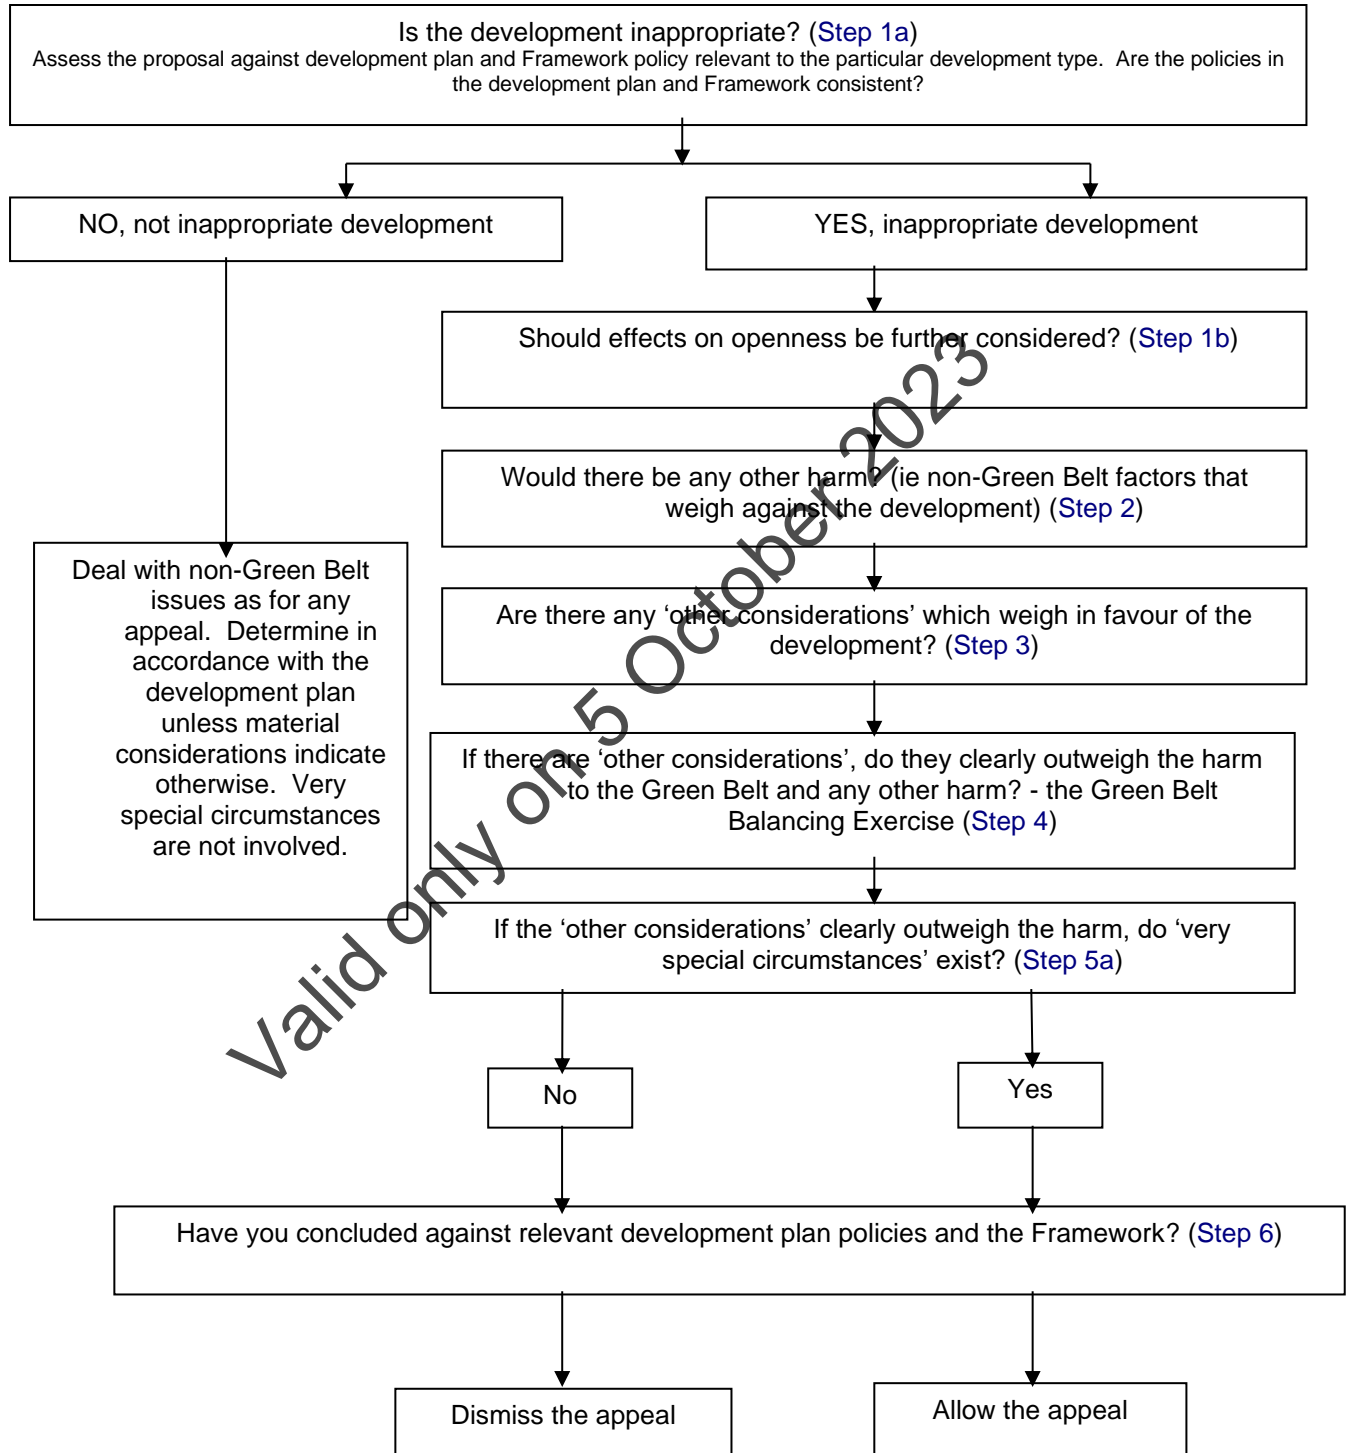 Is the development inappropriate? (Step 1a)
Assess the proposal against development plan and Framework policy relevant to the particular development type.  Are the policies in
the development plan and Framework consistent?
NO, not inappropriate development
YES, inappropriate development
Should effects on openness be further considered? (Step 1b)
Would there be any other harm? (ie non-Green Belt factors that
weigh against the development) (Step 2)
Deal with non-Green Belt
issues as for any
appeal.  Determine in
accordance with the
development plan
unless material
considerations indicate
otherwise.  Very
special circumstances
are not involved.
Are there any ‘other considerations’ which weigh in favour of the
development? (Step 3)
If there are ‘other considerations’, do they clearly outweigh the harm
to the Green Belt and any other harm? - the Green Belt
Balancing Exercise (Step 4)
If the ‘other considerations’ clearly outweigh the harm, do ‘very
special circumstances’ exist? (Step 5a)
No
Yes
Have you concluded against relevant development plan policies and the Framework? (Step 6)
Dismiss the appeal
Allow the appeal
Valid only on 5 October 2023